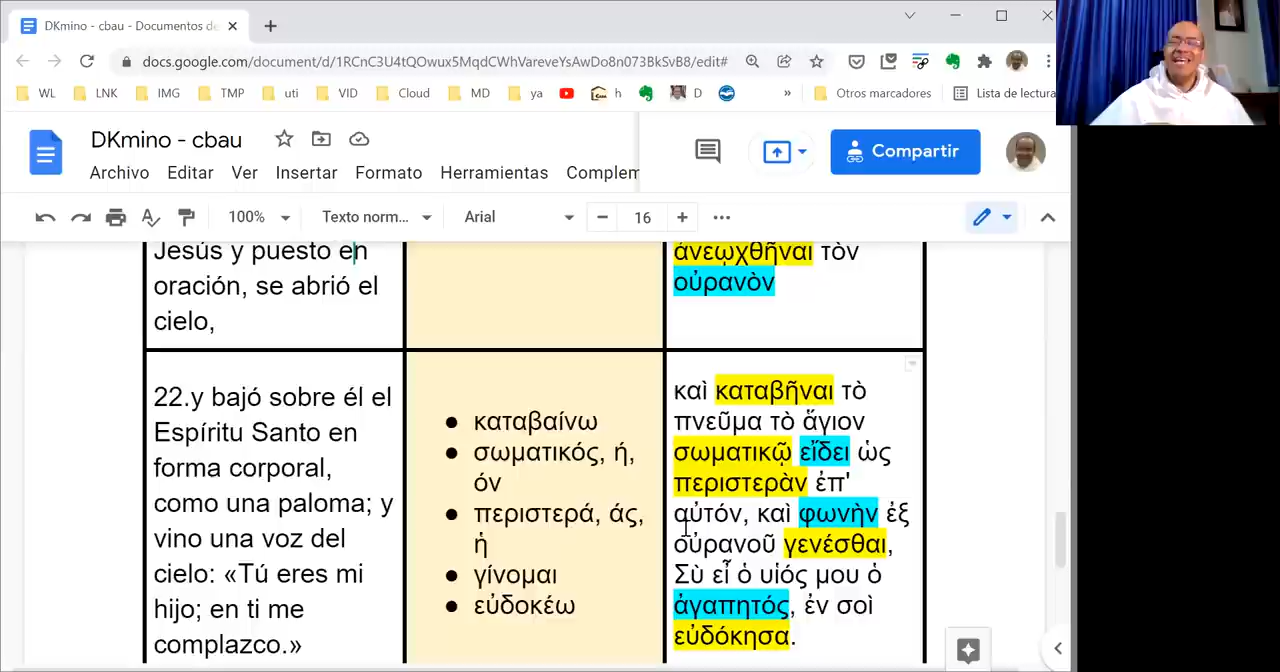 DKmino - cbau - Documentos de
docs.google.com/document/d/1RCnC3U4tQOwux5MqdCWhVareveYsAwDo8n073BkSvB8/edit#
WL LNK IMG TMP uti VID Cloud MD ya h D » Otros marcadores Lista de lectura
DKmino - cbau
Compartir
Archivo Editar Ver Insertar Formato Herramientas Complem
100% Texto norm... Arial 16
Jesús y puesto en
oración, se abrió el
cielo,
ἀνεῳχθῆναι τὸν
οὐρανὸν
22.y bajó sobre él el
Espíritu Santo en
forma corporal,
como una paloma; y
vino una voz del
cielo: «Tú eres mi
hijo; en ti me
complazco.»
● καταβαίνω
● σωματικός, ή,
όν
● περιστερά, άς,
ἡ
● γίνομαι
● εὐδοκέω
καὶ καταβῆναι τὸ
πνεῦμα τὸ ἅγιον
σωματικῷ εἴδει ὡς
περιστερὰν ἐπ'
αὐτόν, καὶ φωνὴν ἐξ
οὐρανοῦ γενέσθαι,
Σὺ εἶ ὁ υἱός μου ὁ
ἀγαπητός, ἐν σοὶ
εὐδόκησα.